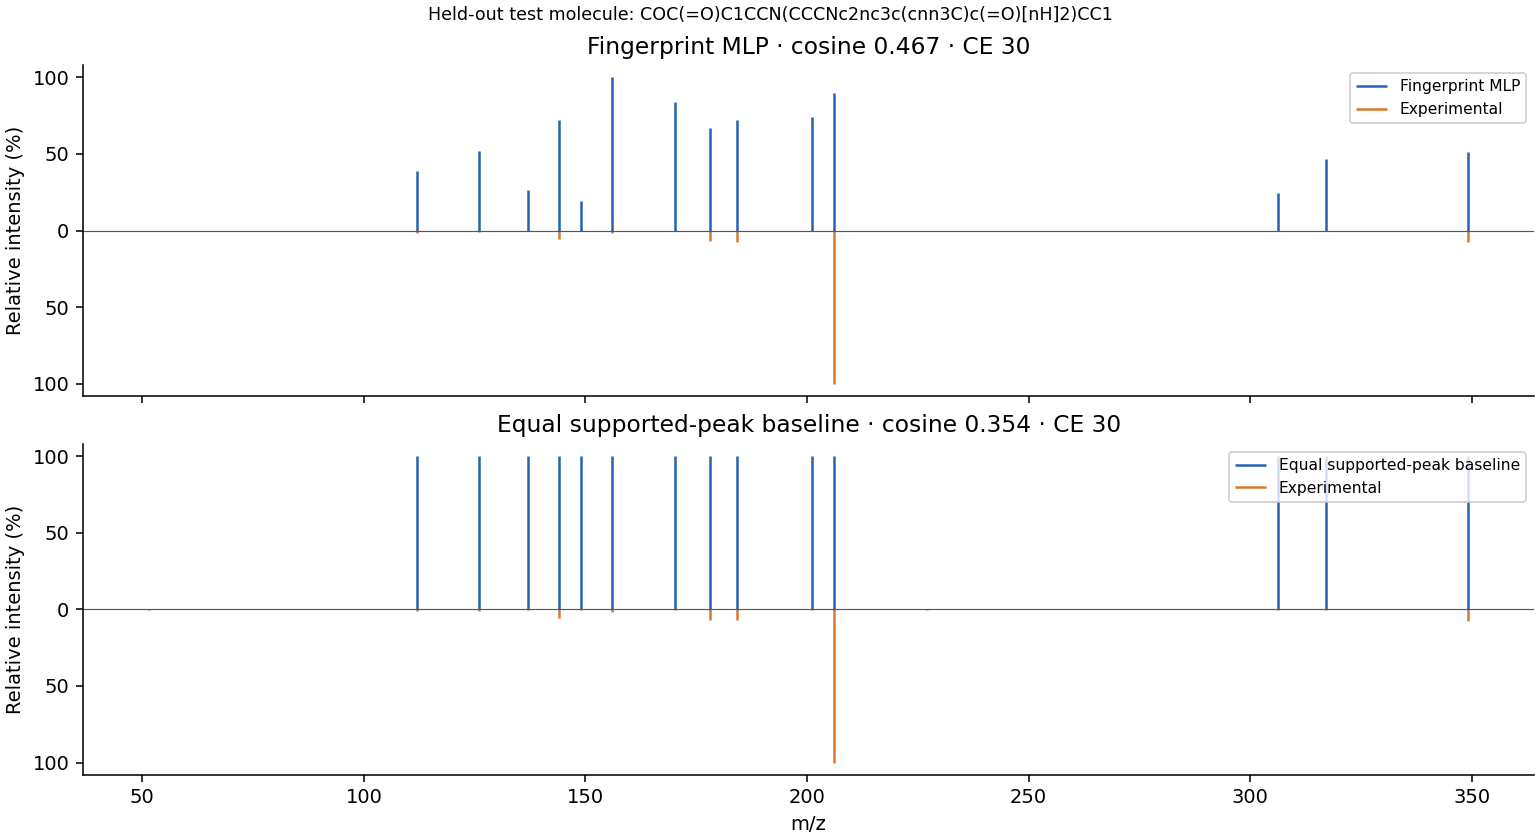 Held-out test molecule: COC(=O)C1CCN(CCCNc2nc3c(cnn3C)c(=O)[nH]2)CC1
Fingerprint MLP · cosine 0.467 · CE 30
Relative intensity (%)
100
50
0
50
100
Fingerprint MLP
Experimental
Equal supported-peak baseline · cosine 0.354 · CE 30
Relative intensity (%)
100
50
0
50
100
Equal supported-peak baseline
Experimental
50 100 150 200 250 300 350
m/z